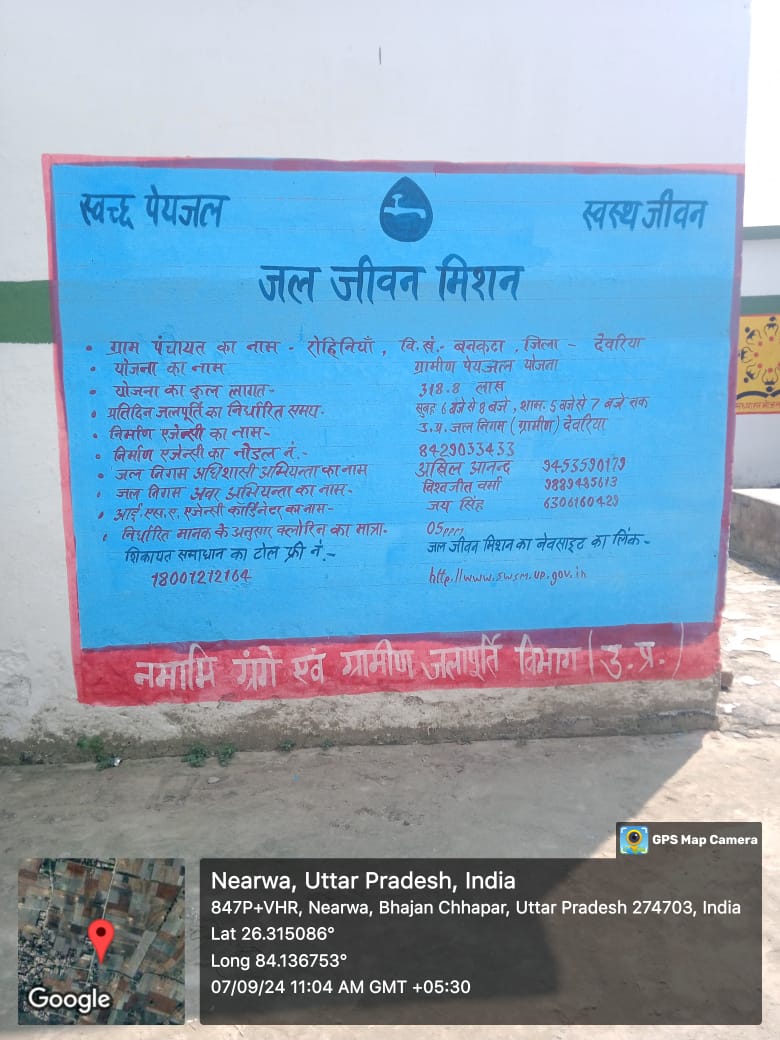 स्वच्छ पेयजल
स्वस्थ जीवन
जल जीवन मिशन
• ग्राम पंचायत का नाम - रोहिनियाँ, वि.सं.- बनकटा, जिला - देवरिया
• योजना का नाम ग्रामीण पेयजल योजना
• योजना का कुल लागत- 318.8 लाख
• प्रतिदिन जलपूर्ति का निर्धारित समय- सुबह 6 बजे से 8 बजे, शाम- 5 बजे से 7 बजे तक
• निर्माण एजेन्सी का नाम- उ.प्र. जल निगम (ग्रामीण) देवरिया
• निर्माण एजेन्सी का नोडल नं.- 8429033433
• जल निगम अधिशासी अभियन्ता का नाम आनन्द 9453590179
• जल निगम अवर अभियन्ता का नाम- विश्वजीत वर्मा 9889485613
• आई.एस.ए. एजेन्सी कॉर्डिनेटर का नाम- जय सिंह 6306160429
• निर्धारित मानक के अनुसार क्लोरिन का मात्रा- 05ppm
शिकायत समाधान का टोल फ्री नं.- जल जीवन मिशन का वेवसाइट का लिंक-
18001212164 http://www.swsm.up.gov.in
नमामि गंगे एवं ग्रामीण जलापूर्ति विभाग (उ.प्र.)
GPS Map Camera
Nearwa, Uttar Pradesh, India
847P+VHR, Nearwa, Bhajan Chhapar, Uttar Pradesh 274703, India
Lat 26.315086°
Long 84.136753°
07/09/24 11:04 AM GMT +05:30
Google